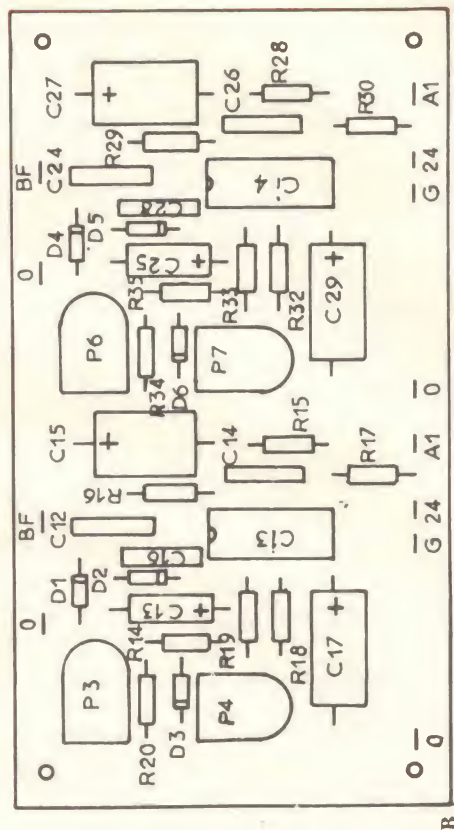 BF
C27
C26
R28
R29
C24
R30
A1
D4
D5
C28
Ci4
24
G
0
C25
R35
R33
R32
C29
P6
R34
D6
P7
0
C15
C14
R15
R16
R17
A1
BF
C12
Ci3
24
G
D1
D2
C16
0
C13
R14
R19
R18
C17
P3
R20
D3
P4
0
B